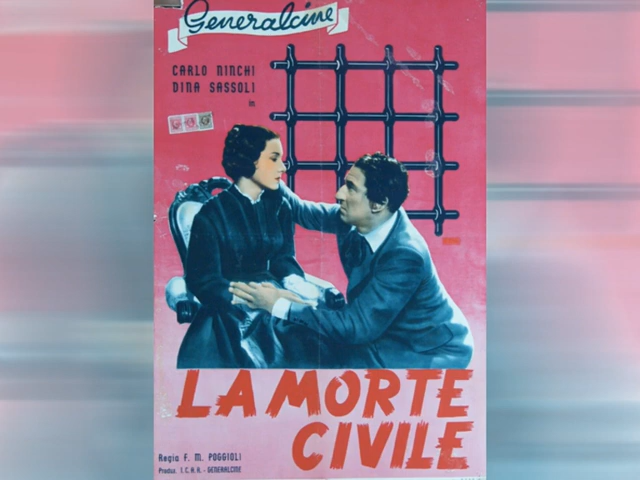 Generalcine
CARLO NINCHI
DINA SASSOLI
in
LA MORTE
CIVILE
Regia F. M. POGGIOLI
Produz. I.C.A.R. - GENERALCINE